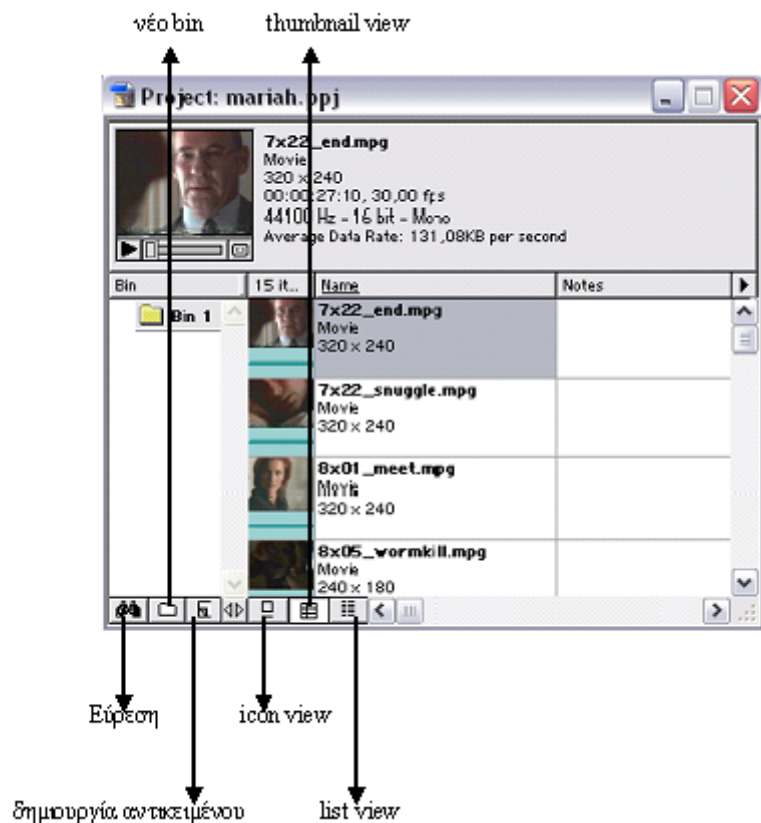 νέο bin thumbnail view
Project: mariah.ppj
7x22_end.mpg
Movie
320 x 240
00:00:27:10, 30,00 fps
44100 Hz - 16 bit - Mono
Average Data Rate: 131,08KB per second
Bin 15 it.. Name Notes
Bin 1
7x22_end.mpg
Movie
320 x 240
7x22_snuggle.mpg
Movie
320 x 240
8x01_meet.mpg
Movie
320 x 240
8x05_wormkill.mpg
Movie
240 x 180
Εύρεση icon view
δημιουργία αντικειμένου list view